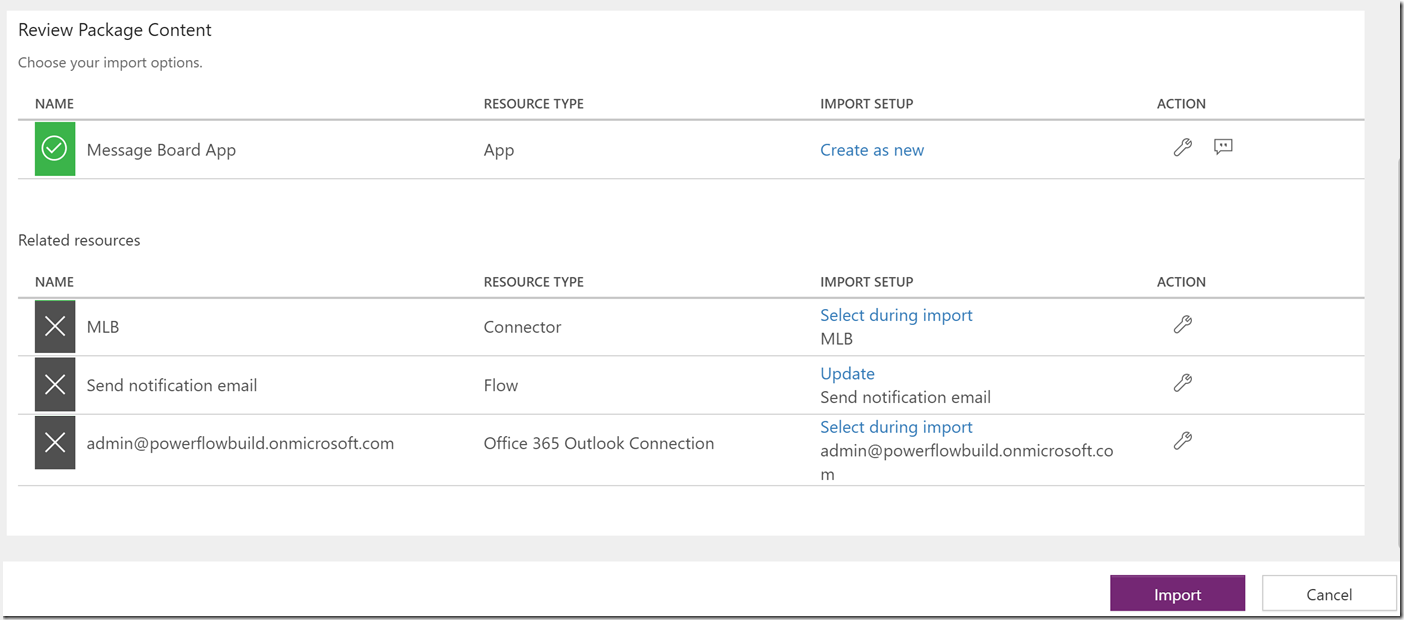 Review Package Content
Choose your import options.
NAME RESOURCE TYPE IMPORT SETUP ACTION
Message Board App App Create as new
Related resources
NAME RESOURCE TYPE IMPORT SETUP ACTION
MLB Connector Select during import
MLB
Send notification email Flow Update
Send notification email
admin@powerflowbuild.onmicrosoft.com Office 365 Outlook Connection Select during import
admin@powerflowbuild.onmicrosoft.co
m
Import Cancel